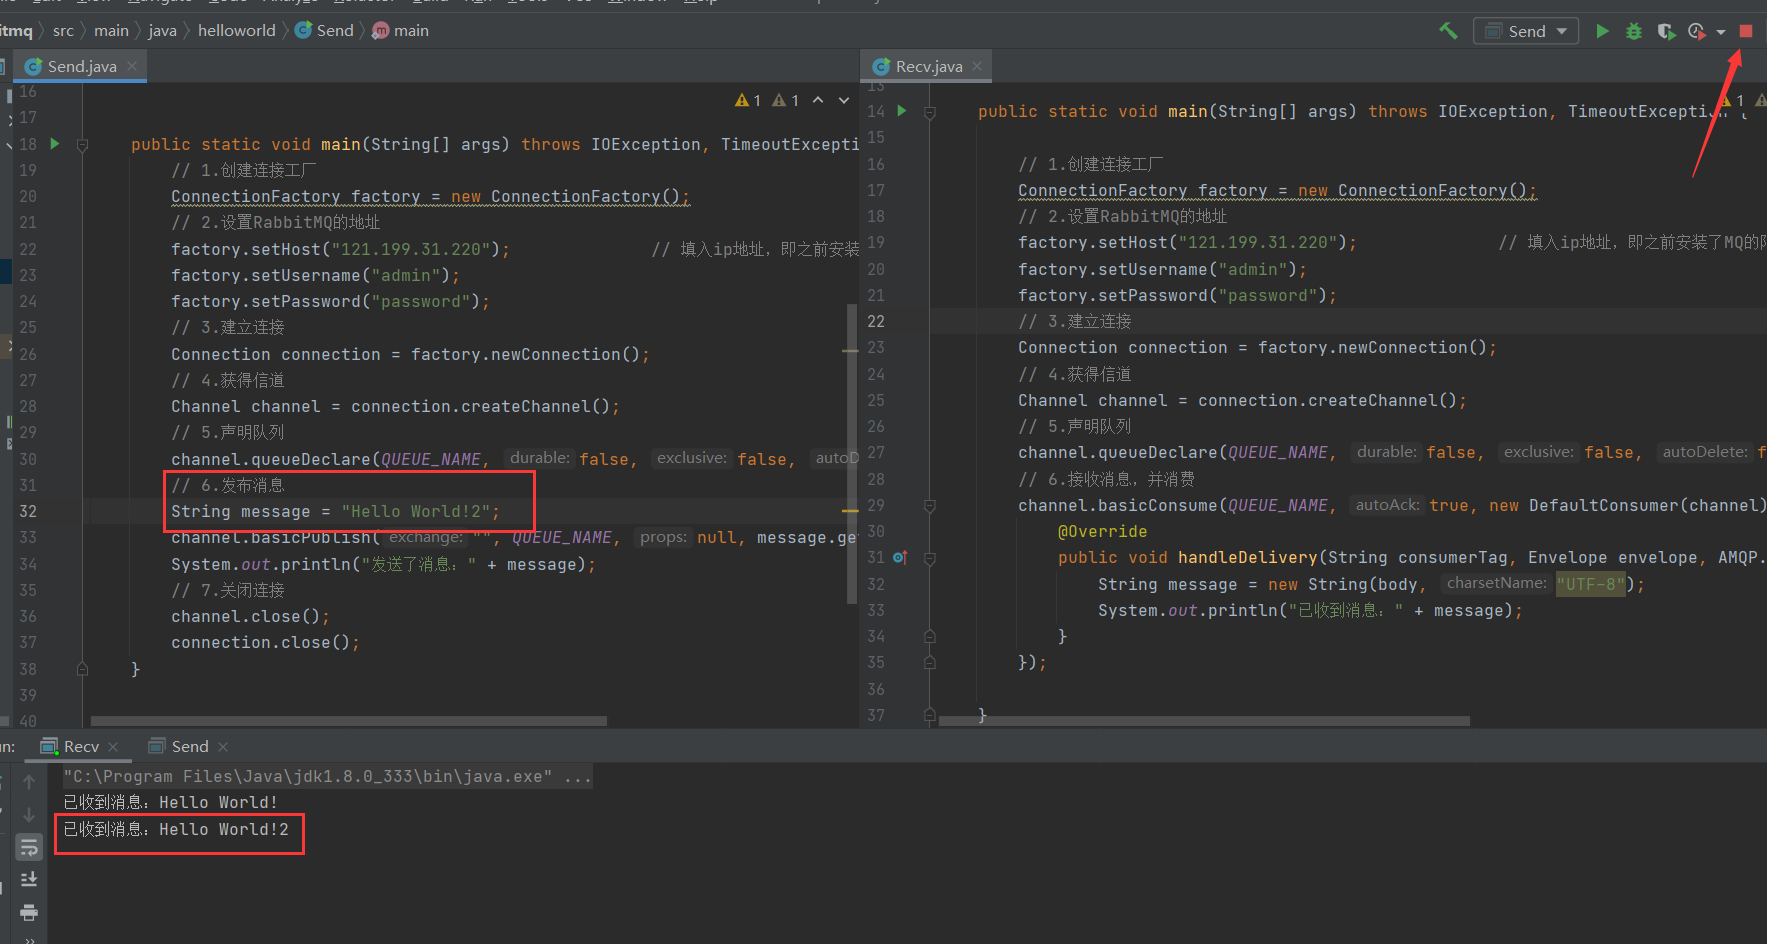 itmq src main java helloworld Send main
Send
Send.java
Recv.java
1 1
16
17
18 public static void main(String[] args) throws IOException, TimeoutExcepti
19 // 1.创建连接工厂
20 ConnectionFactory factory = new ConnectionFactory();
21 // 2.设置RabbitMQ的地址
22 factory.setHost("121.199.31.220"); // 填入ip地址，即之前安装
23 factory.setUsername("admin");
24 factory.setPassword("password");
25 // 3.建立连接
26 Connection connection = factory.newConnection();
27 // 4.获得信道
28 Channel channel = connection.createChannel();
29 // 5.声明队列
30 channel.queueDeclare(QUEUE_NAME, durable: false, exclusive: false, autoD
31 // 6.发布消息
32 String message = "Hello World!2";
33 channel.basicPublish( exchange: "", QUEUE_NAME, props: null, message.ge
34 System.out.println("发送了消息：" + message);
35 // 7.关闭连接
36 channel.close();
37 connection.close();
38 }
39
40
13
1
14 public static void main(String[] args) throws IOException, TimeoutExcepti {
15
16 // 1.创建连接工厂
17 ConnectionFactory factory = new ConnectionFactory();
18 // 2.设置RabbitMQ的地址
19 factory.setHost("121.199.31.220"); // 填入ip地址，即之前安装了MQ的
20 factory.setUsername("admin");
21 factory.setPassword("password");
22 // 3.建立连接
23 Connection connection = factory.newConnection();
24 // 4.获得信道
25 Channel channel = connection.createChannel();
26 // 5.声明队列
27 channel.queueDeclare(QUEUE_NAME, durable: false, exclusive: false, autoDelete: f
28 // 6.接收消息，并消费
29 channel.basicConsume(QUEUE_NAME, autoAck: true, new DefaultConsumer(channel)
30 @Override
31 public void handleDelivery(String consumerTag, Envelope envelope, AMQP.
32 String message = new String(body, charsetName: "UTF-8");
33 System.out.println("已收到消息：" + message);
34 }
35 });
36
37 }
un: Recv Send
"C:\Program Files\Java\jdk1.8.0_333\bin\java.exe" ...
已收到消息：Hello World!
已收到消息：Hello World!2